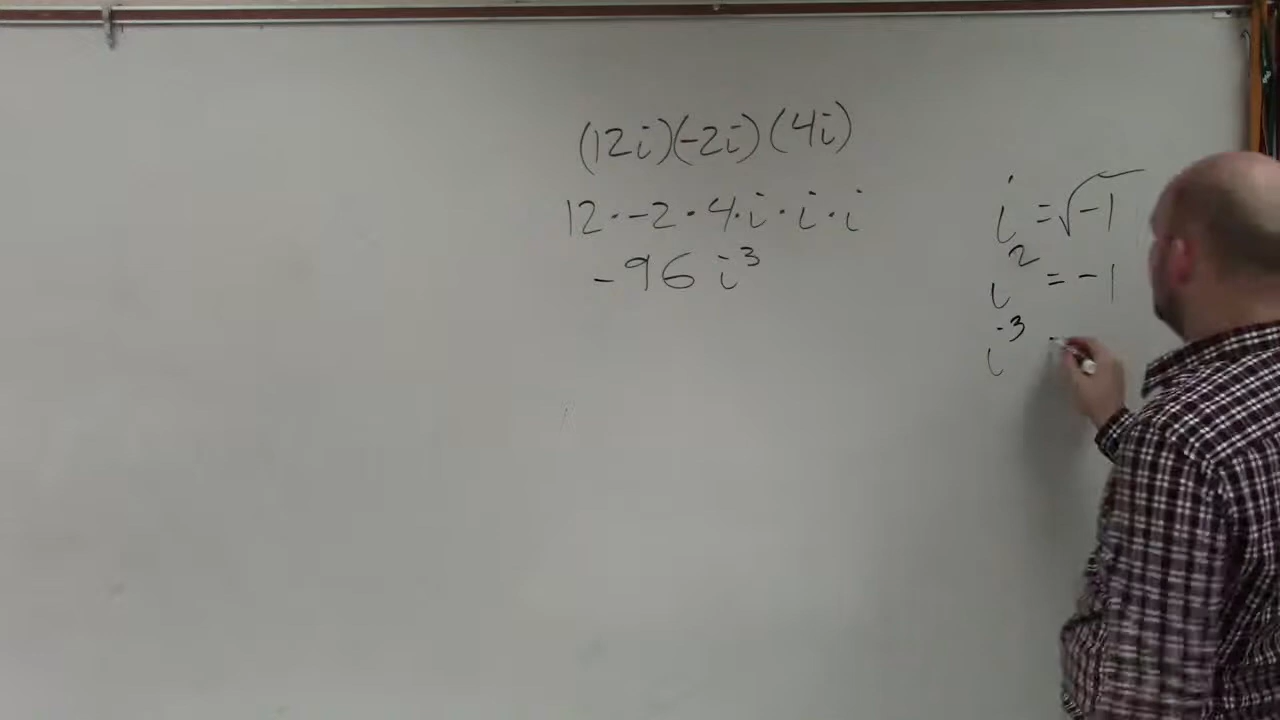 (12i)(-2i)(4i)
12·-2·4·i·i·i
-96i³
i=√-1
i²=-1
i³